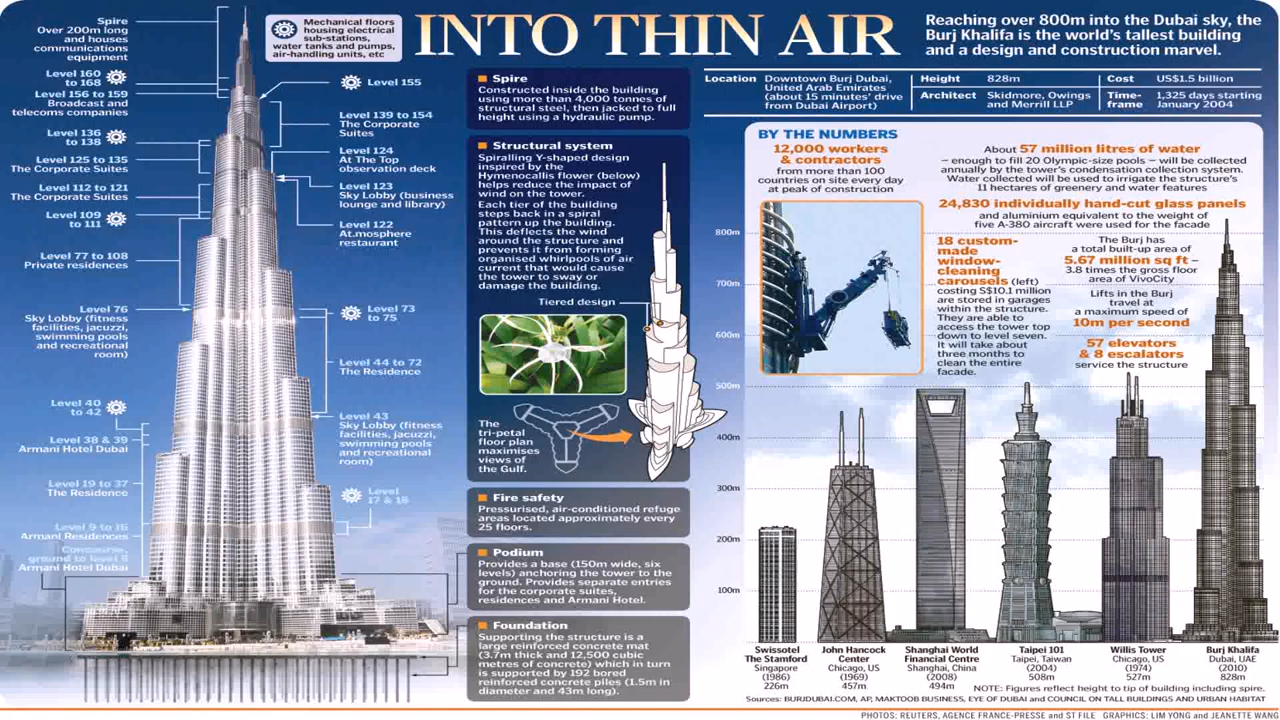 INTO THIN AIR
Reaching over 800m into the Dubai sky, the
Burj Khalifa is the world's tallest building
and a design and construction marvel.
Location
Downtown Burj Dubai,
United Arab Emirates
(about 15 minutes' drive
from Dubai Airport)
Height
828m
Architect
Skidmore, Owings
and Merrill LLP
Cost
US$1.5 billion
Time-
frame
1,325 days starting
January 2004
Mechanical floors
housing electrical
sub-stations,
water tanks and pumps,
air-handling units, etc
Spire
Over 200m long
and houses
communications
equipment
Level 160
to 168
Level 156 to 159
Broadcast and
telecoms companies
Level 136
to 138
Level 125 to 135
The Corporate Suites
Level 112 to 121
The Corporate Suites
Level 109
to 111
Level 77 to 108
Private residences
Level 76
Sky Lobby (fitness
facilities, jacuzzi,
swimming pools
and recreational
room)
Level 40
to 42
Level 38 & 39
Armani Hotel Dubai
Level 19 to 37
The Residence
Level 9 to 16
Armani Residences
Concourse,
ground to level 8
Armani Hotel Dubai
Level 155
Level 139 to 154
The Corporate
Suites
Level 124
At The Top
observation deck
Level 123
Sky Lobby (business
lounge and library)
Level 122
At.mosphere
restaurant
Level 73
to 75
Level 44 to 72
The Residence
Level 43
Sky Lobby (fitness
facilities, jacuzzi,
swimming pools
and recreational
room)
Level
17 & 18
Spire
Constructed inside the building
using more than 4,000 tonnes of
structural steel, then jacked to full
height using a hydraulic pump.
Structural system
Spiralling Y-shaped design
inspired by the
Hymenocallis flower (below)
helps reduce the impact of
wind on the tower.
Each tier of the building
steps back in a spiral
pattern up the building.
This deflects the wind
around the structure and
prevents it from forming
organised whirlpools of air
current that would cause
the tower to sway or
damage the building.
Tiered design
The
tri-petal
floor plan
maximises
views of
the Gulf.
Fire safety
Pressurised, air-conditioned refuge
areas located approximately every
25 floors.
Podium
Provides a base (150m wide, six
levels) anchoring the tower to the
ground. Provides separate entries
for the corporate suites,
residences and Armani Hotel.
Foundation
Supporting the structure is a
large reinforced concrete mat
(3.7m thick and 12,500 cubic
metres of concrete) which in turn
is supported by 192 bored
reinforced concrete piles (1.5m in
diameter and 43m long).
BY THE NUMBERS
12,000 workers
& contractors
from more than 100
countries on site every day
at peak of construction
About 57 million litres of water
– enough to fill 20 Olympic-size pools – will be collected
annually by the tower's condensation collection system.
Water collected will be used to irrigate the structure's
11 hectares of greenery and water features
24,830 individually hand-cut glass panels
and aluminium equivalent to the weight of
five A-380 aircraft were used for the facade
18 custom-
made
window-
cleaning
carousels (left)
costing S$10.1 million
are stored in garages
within the structure.
They are able to
access the tower top
down to level seven.
It will take about
three months to
clean the entire
facade.
The Burj has
a total built-up area of
5.67 million sq ft –
3.8 times the gross floor
area of VivoCity
Lifts in the Burj
travel at
a maximum speed of
10m per second
57 elevators
& 8 escalators
service the structure
800m
700m
600m
500m
400m
300m
200m
100m
Swissotel
The Stamford
Singapore
(1986)
226m
John Hancock
Center
Chicago, US
(1969)
457m
Shanghai World
Financial Centre
Shanghai, China
(2008)
494m
Taipei 101
Taipei, Taiwan
(2004)
508m
Willis Tower
Chicago, US
(1974)
527m
Burj Khalifa
Dubai, UAE
(2010)
828m
NOTE: Figures reflect height to tip of building including spire.
Sources: BURJDUBAI.COM, AP, MAKTOOB BUSINESS, EYE OF DUBAI and COUNCIL ON TALL BUILDINGS AND URBAN HABITAT
PHOTOS: REUTERS, AGENCE FRANCE-PRESSE and ST FILE GRAPHICS: LIM YONG and JEANETTE WANG